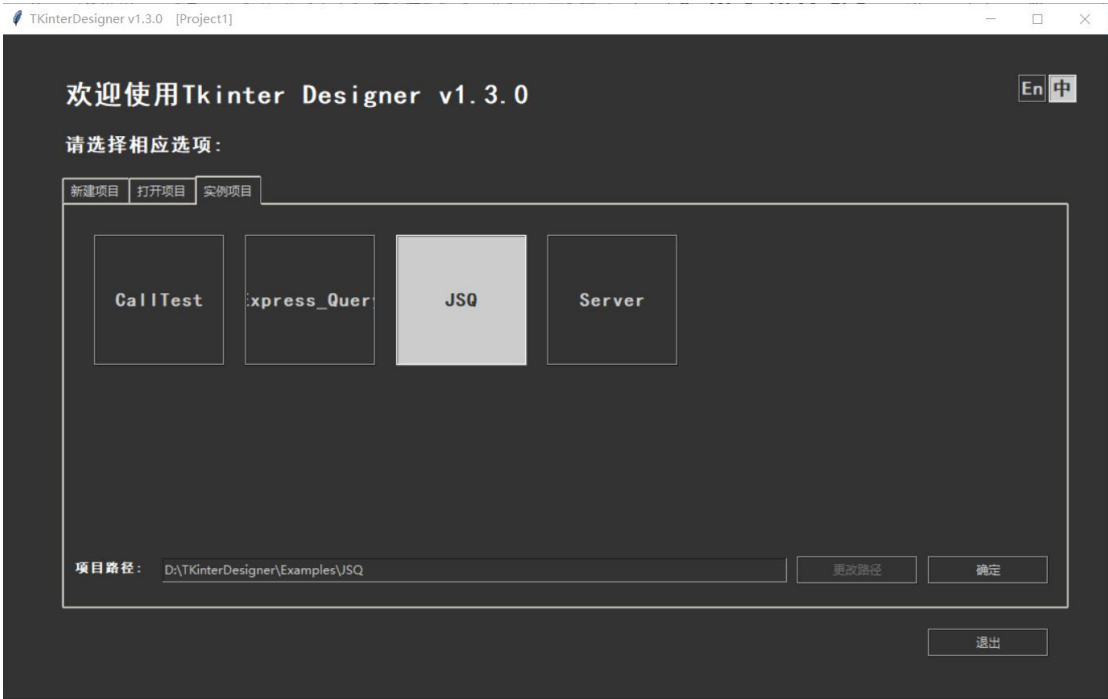 TKinterDesigner v1.3.0 [Project1]
欢迎使用Tkinter Designer v1.3.0
En 中
请选择相应选项:
新建项目 打开项目 实例项目
CallTest xpress_Quer JSQ Server
项目路径: D:\TKinterDesigner\Examples\JSQ 更改路径 确定
退出